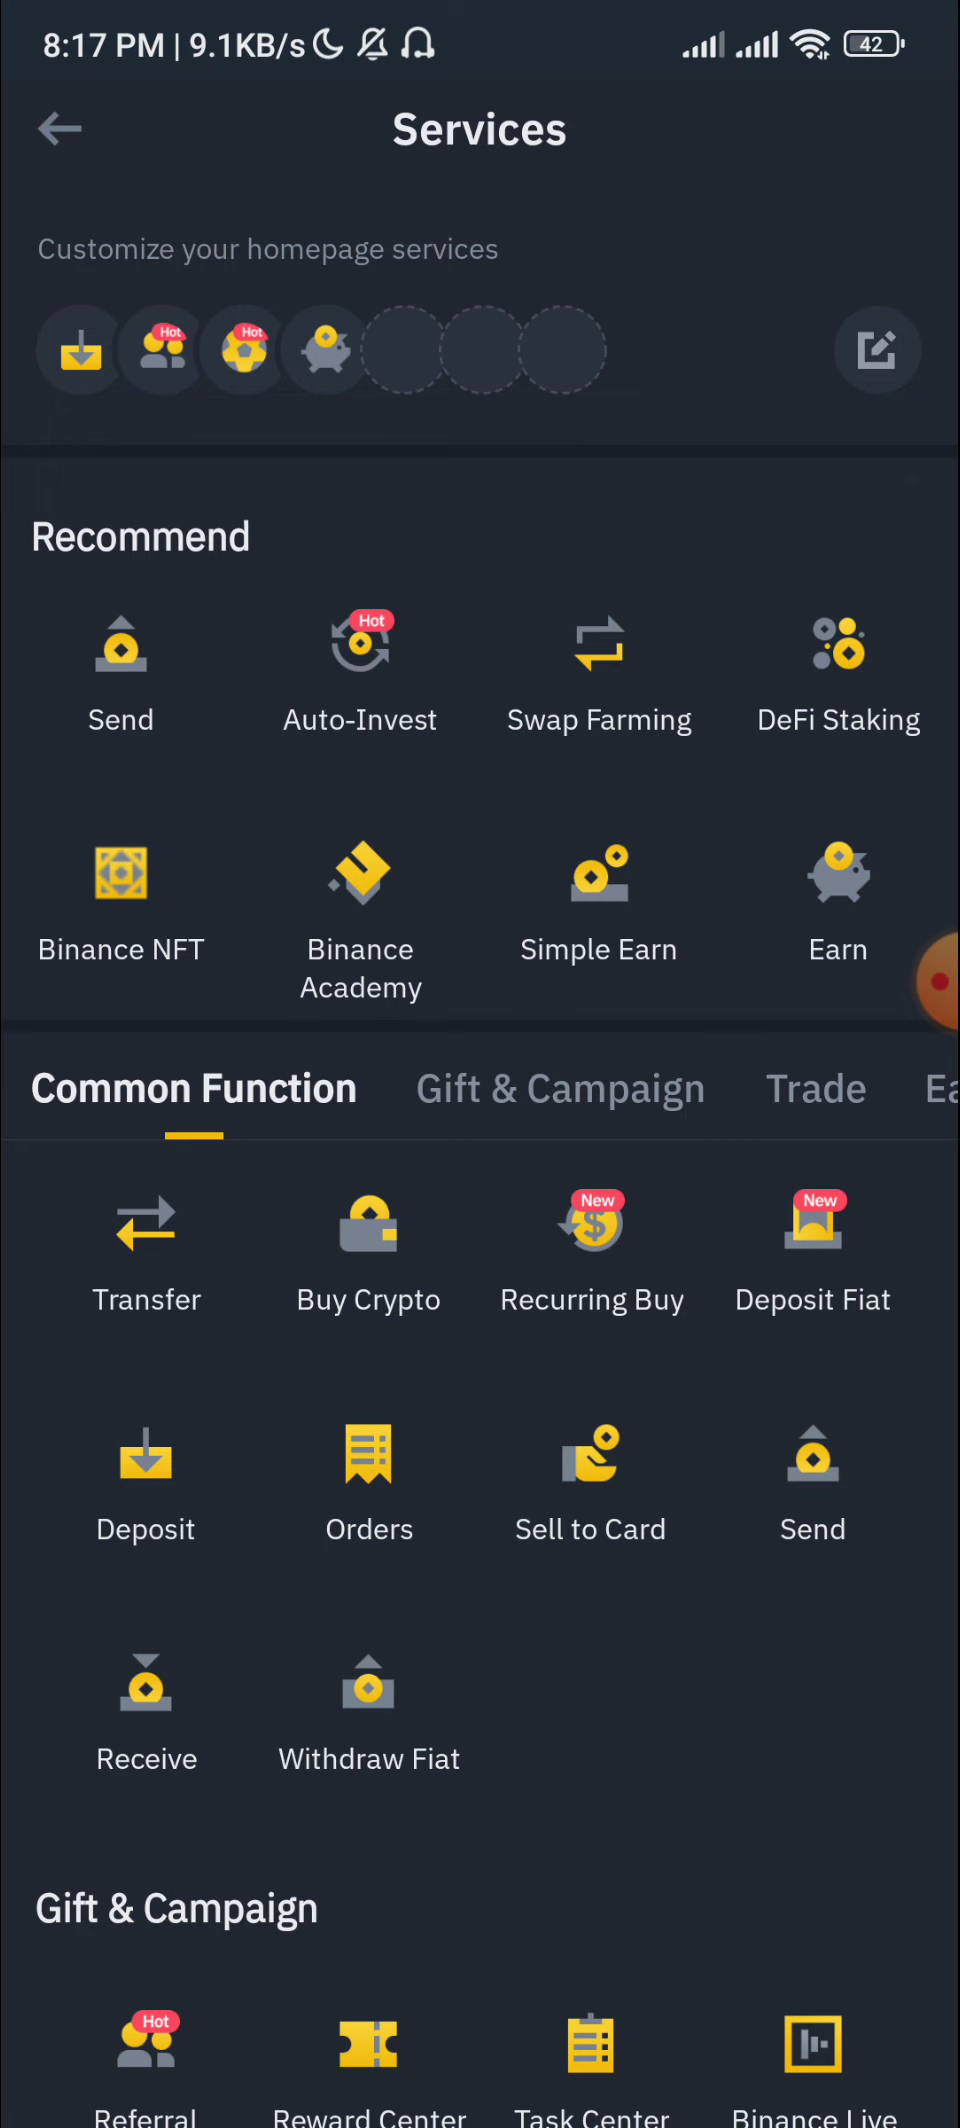 8:17 PM | 9.1KB/s
42
Services
Customize your homepage services
Hot
Hot
Recommend
Hot
Send
Auto-Invest
Swap Farming
DeFi Staking
Binance NFT
Binance
Academy
Simple Earn
Earn
Common Function
Gift & Campaign
Trade
Ea
New
New
Transfer
Buy Crypto
Recurring Buy
Deposit Fiat
Deposit
Orders
Sell to Card
Send
Receive
Withdraw Fiat
Gift & Campaign
Hot
Referral
Reward Center
Task Center
Binance Live